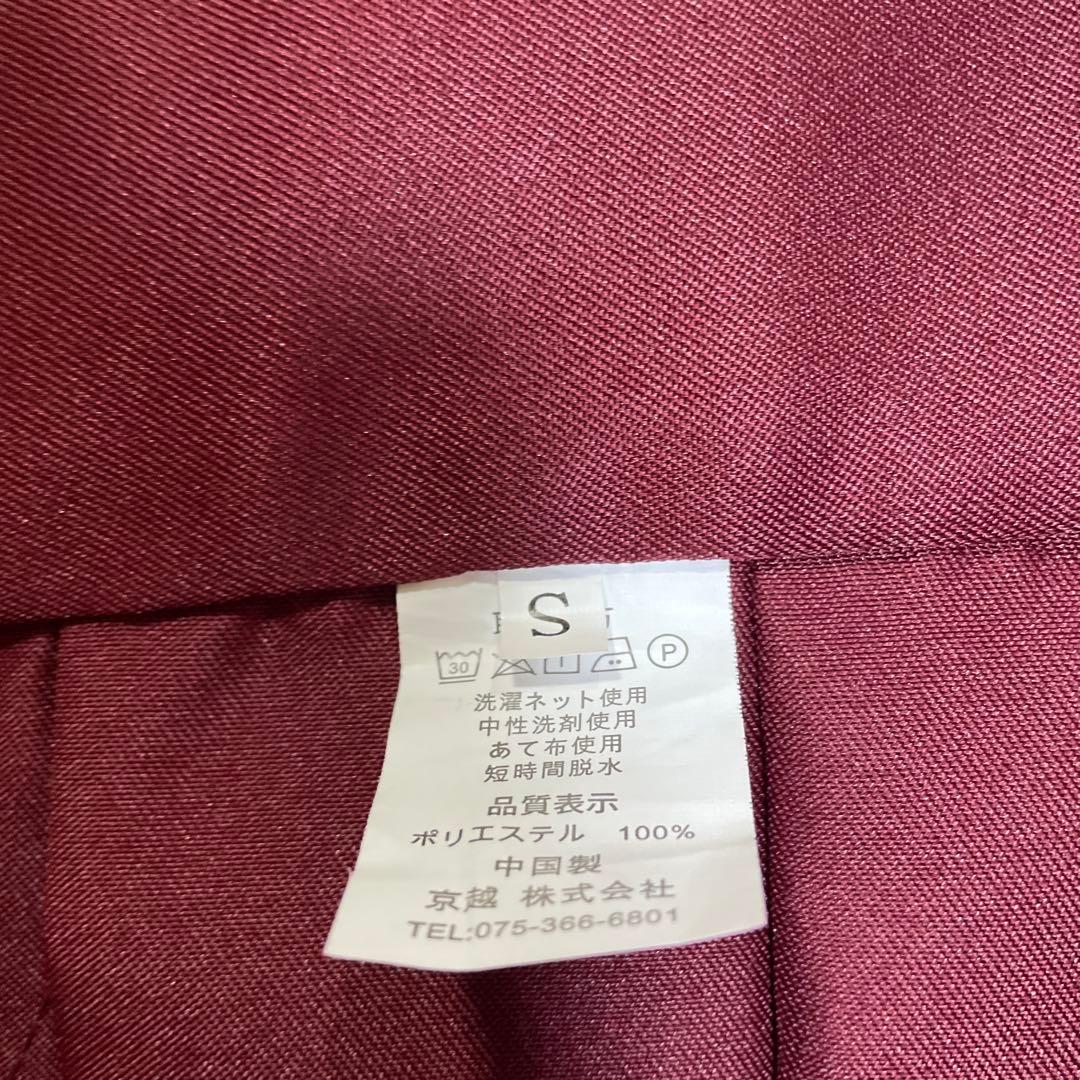 S
30 P
洗濯ネット使用
中性洗剤使用
あて布使用
短時間脱水
品質表示
ポリエステル 100%
中国製
京越 株式会社
TEL:075-366-6801